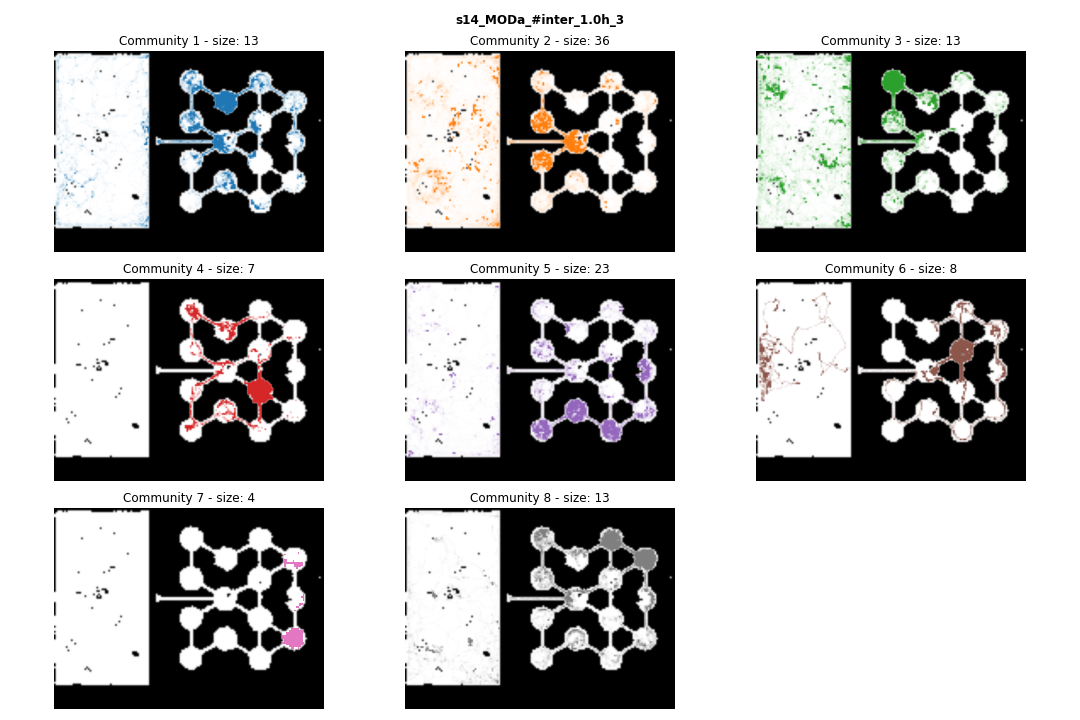 s14_MODa_#inter_1.0h_3
Community 1 - size: 13
Community 2 - size: 36
Community 3 - size: 13
Community 4 - size: 7
Community 5 - size: 23
Community 6 - size: 8
Community 7 - size: 4
Community 8 - size: 13